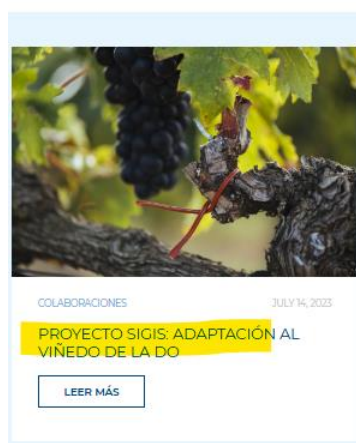 COLABORACIONES
JULY 14, 2023
PROYECTO SIGIS: ADAPTACIÓN AL
VIÑEDO DE LA DO
LEER MÁS